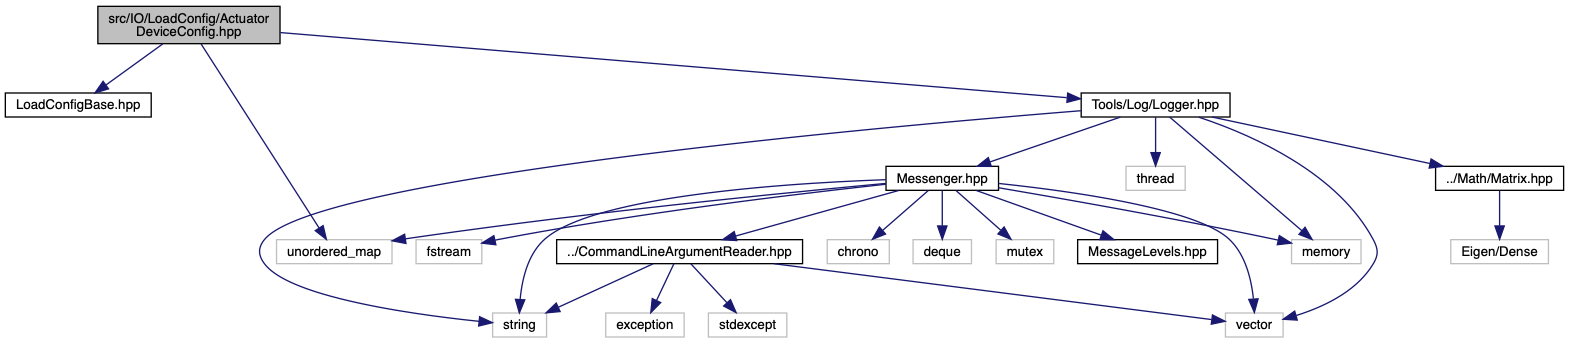 src/IO/LoadConfig/Actuator
DeviceConfig.hpp
LoadConfigBase.hpp
Tools/Log/Logger.hpp
Messenger.hpp
thread
../Math/Matrix.hpp
unordered_map
fstream
../CommandLineArgumentReader.hpp
chrono
deque
mutex
MessageLevels.hpp
memory
Eigen/Dense
string
exception
stdexcept
vector